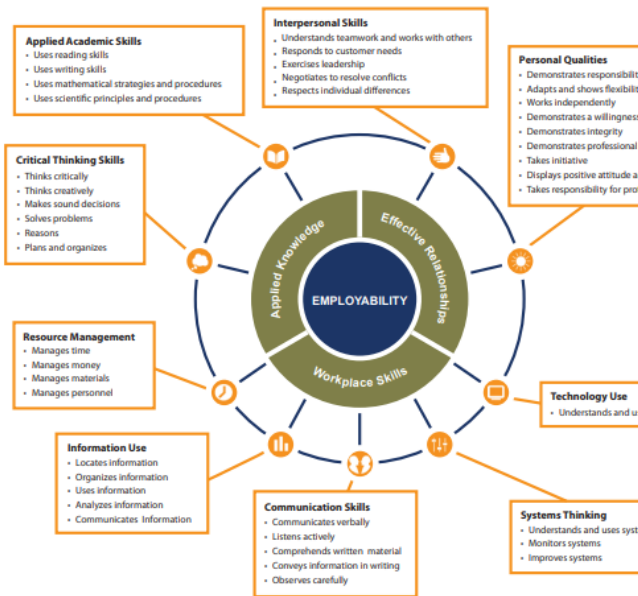 Applied Academic Skills
• Uses reading skills
• Uses writing skills
• Uses mathematical strategies and procedures
• Uses scientific principles and procedures
Interpersonal Skills
• Understands teamwork and works with others
• Responds to customer needs
• Exercises leadership
• Negotiates to resolve conflicts
• Respects individual differences
Personal Qualities
• Demonstrates responsibilit
• Adapts and shows flexibilit
• Works independently
• Demonstrates a willingness
• Demonstrates integrity
• Demonstrates professional
• Takes initiative
• Displays positive attitude a
• Takes responsibility for pro
Critical Thinking Skills
• Thinks critically
• Thinks creatively
• Makes sound decisions
• Solves problems
• Reasons
• Plans and organizes
Applied Knowledge
Effective Relationships
EMPLOYABILITY
Workplace Skills
Resource Management
• Manages time
• Manages money
• Manages materials
• Manages personnel
Technology Use
• Understands and u
Information Use
• Locates information
• Organizes information
• Uses information
• Analyzes information
• Communicates Information
Communication Skills
• Communicates verbally
• Listens actively
• Comprehends written material
• Conveys information in writing
• Observes carefully
Systems Thinking
• Understands and uses syst
• Monitors systems
• Improves systems